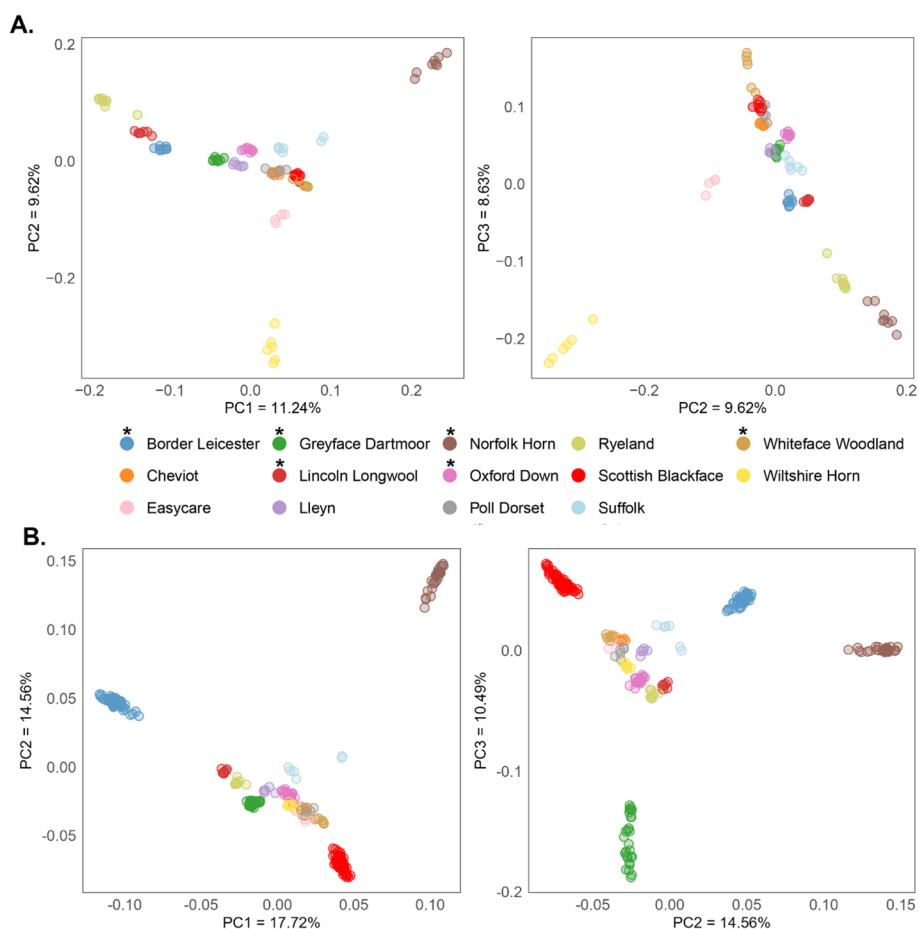 A.
0.2
0.0
−0.2
PC2 = 9.62%
−0.2
−0.1
0.0
0.1
0.2
PC1 = 11.24%
0.1
0.0
−0.1
−0.2
PC3 = 8.63%
−0.2
0.0
0.2
PC2 = 9.62%
* * * *
Border Leicester Greyface Dartmoor Norfolk Horn Ryeland Whiteface Woodland
* *
Cheviot Lincoln Longwool Oxford Down Scottish Blackface Wiltshire Horn
Easycare Lleyn Poll Dorset Suffolk
B.
0.15
0.10
0.05
0.00
-0.05
PC2 = 14.56%
-0.10
-0.05
0.00
0.05
0.10
PC1 = 17.72%
0.0
-0.1
-0.2
PC3 = 10.49%
-0.05
0.00
0.05
0.10
0.15
PC2 = 14.56%